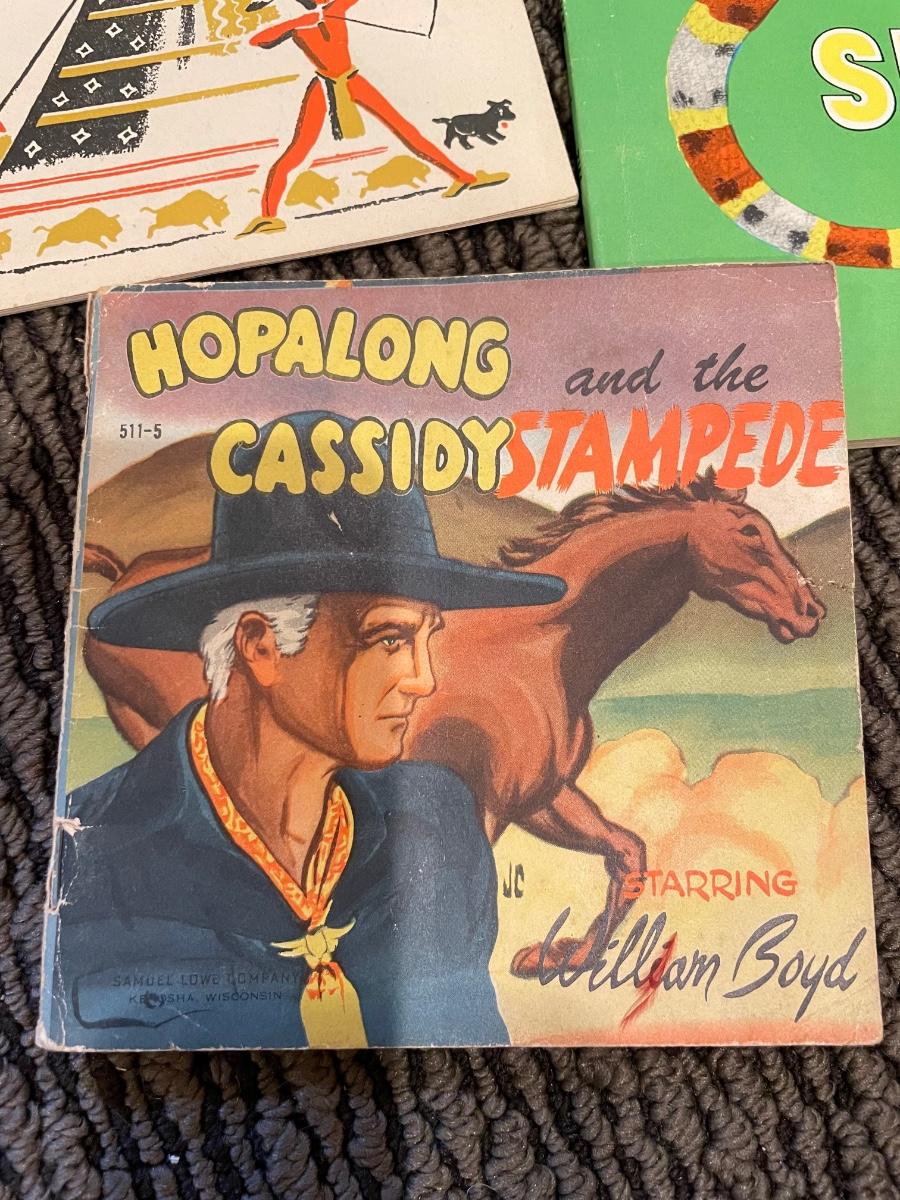 HOPALONG
and the
511-5
CASSIDY STAMPEDE
JC
STARRING
William Boyd
SAMUEL LOWE COMPANY
KENOSHA, WISCONSIN